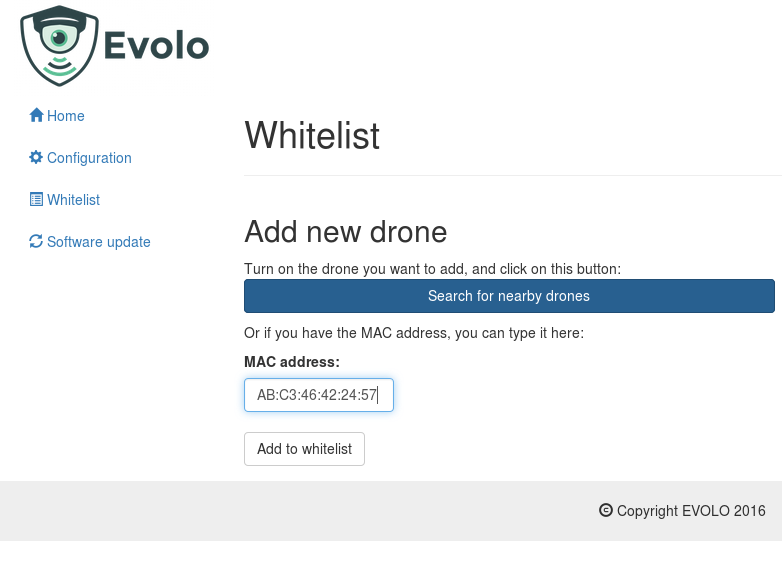 Evolo
Home
Configuration
Whitelist
Software update
Whitelist
Add new drone
Turn on the drone you want to add, and click on this button:
Search for nearby drones
Or if you have the MAC address, you can type it here:
MAC address:
AB:C3:46:42:24:57
Add to whitelist
© Copyright EVOLO 2016